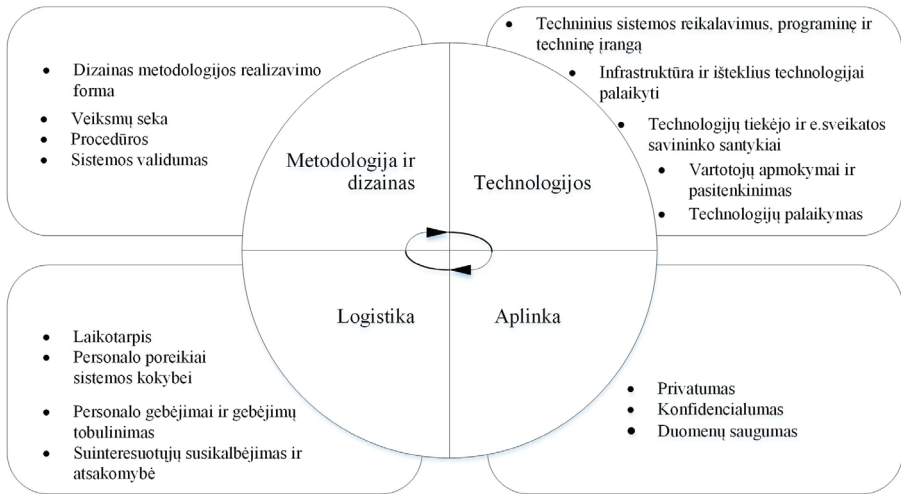 • Dizainas metodologijos realizavimo
forma
• Veiksmų seka
• Procedūros
• Sistemos validumas
Metodologija ir
dizainas
• Techninius sistemos reikalavimus, programinę ir
techninę įrangą
• Infrastruktūra ir išteklius technologijai
palaikyti
• Technologijų tiekėjo ir e.sveikatos
savininko santykiai
• Vartotojų apmokymai ir
pasitenkinimas
• Technologijų palaikymas
Technologijos
Logistika
• Laikotarpis
• Personalo poreikiai
sistemos kokybei
• Personalo gebėjimai ir gebėjimų
tobulinimas
• Suinteresuotųjų susikalbėjimas ir
atsakomybė
Aplinka
• Privatumas
• Konfidencialumas
• Duomenų saugumas